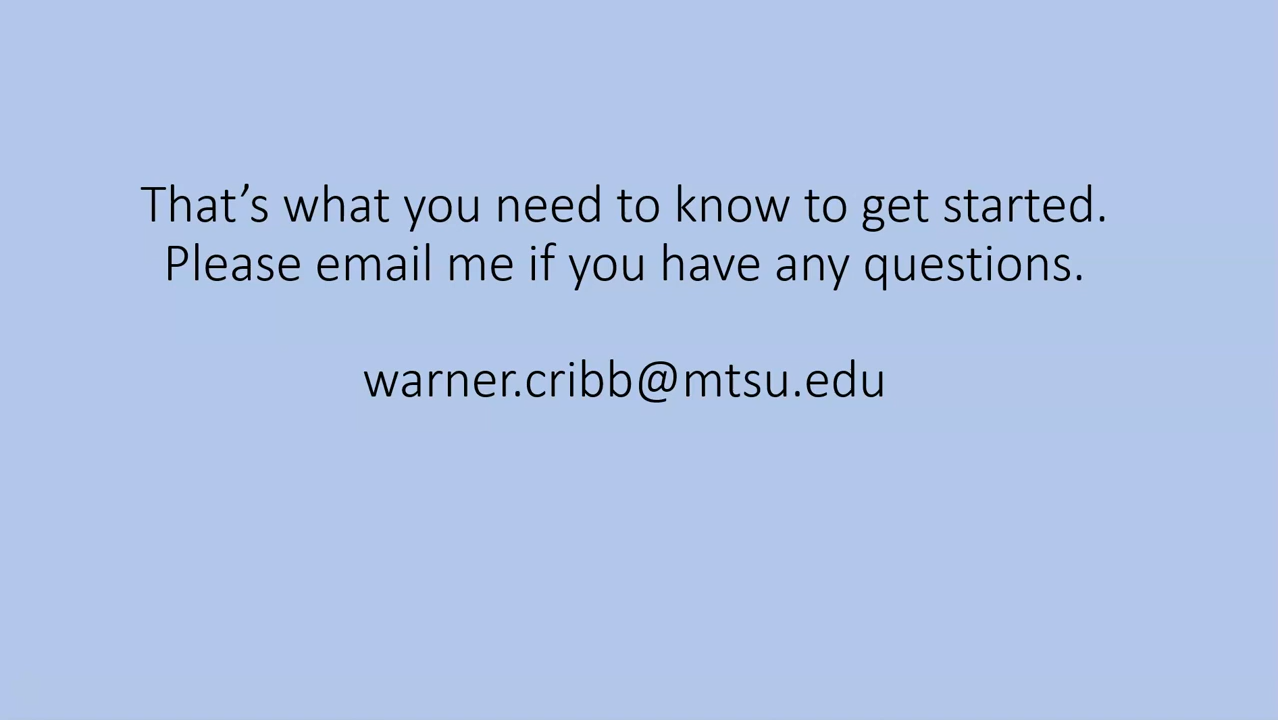 That’s what you need to know to get started.
Please email me if you have any questions.
warner.cribb@mtsu.edu